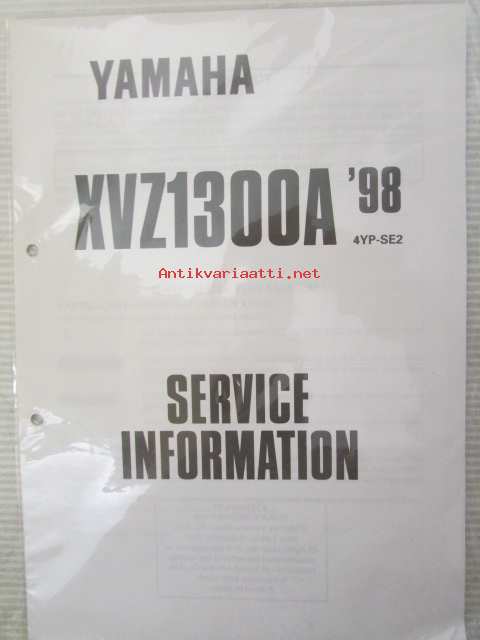 YAMAHA
XVZ1300A '98
4YP-SE2
Antikvariaatti.net
SERVICE
INFORMATION